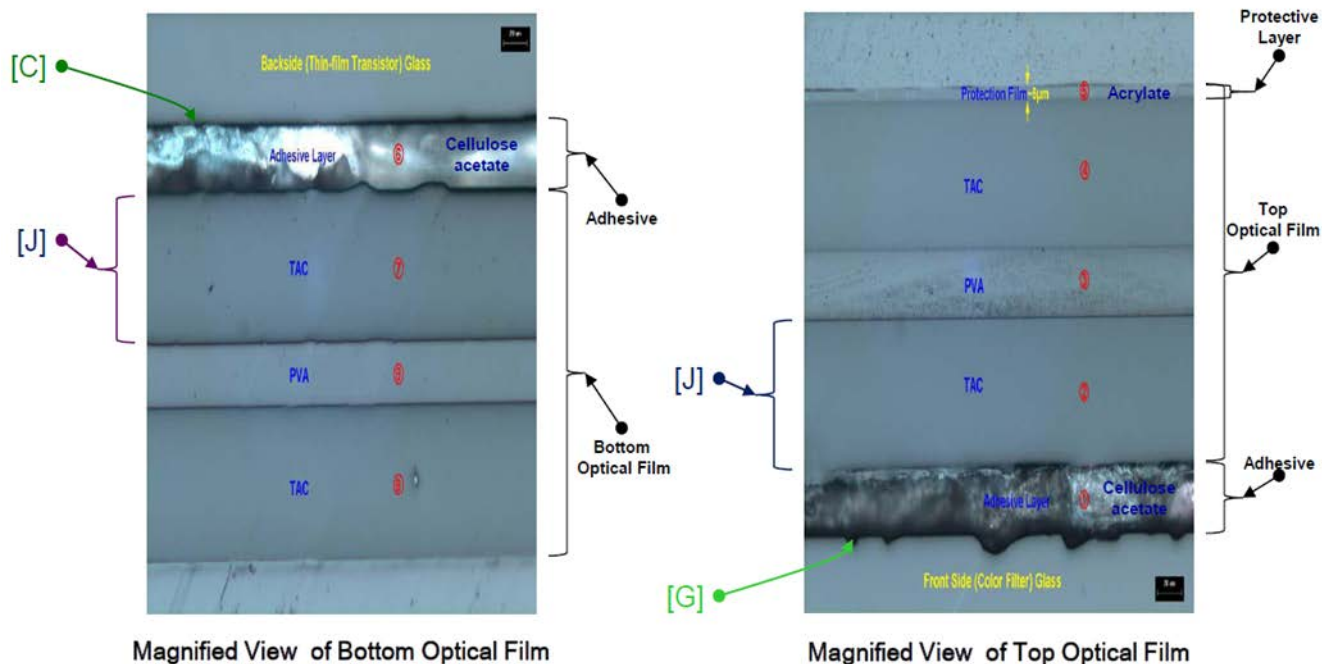 Backside (Thin-film Transistor) Glass
[C]
Adhesive Layer
⑥
Cellulose
acetate
Adhesive
[J]
TAC
⑦
PVA
⑨
Bottom
Optical Film
TAC
⑧
Magnified View of Bottom Optical Film
Protective
Layer
Protection Film
~8μm
⑤
Acrylate
TAC
④
Top
Optical Film
PVA
③
[J]
TAC
②
Adhesive
Adhesive Layer
①
Cellulose
acetate
[G]
Front Side (Color Filter) Glass
Magnified View of Top Optical Film